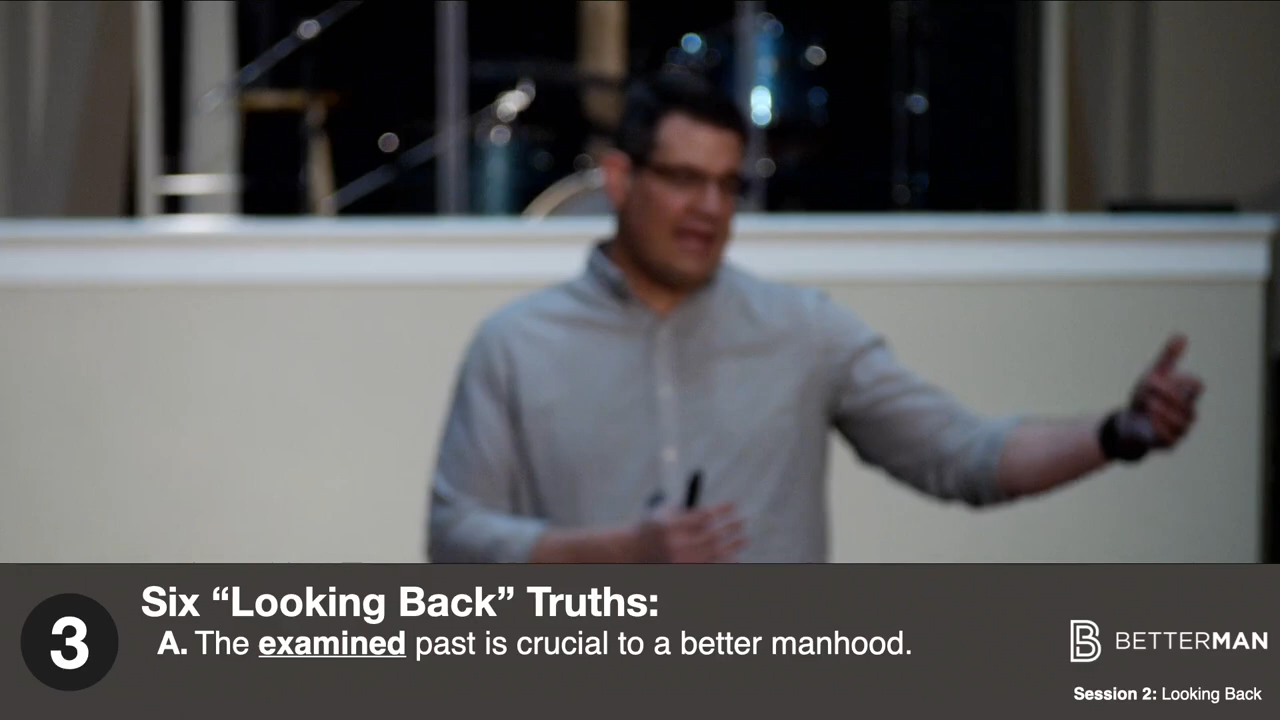 3
Six “Looking Back” Truths:
A. The examined past is crucial to a better manhood.
BETTERMAN
Session 2: Looking Back